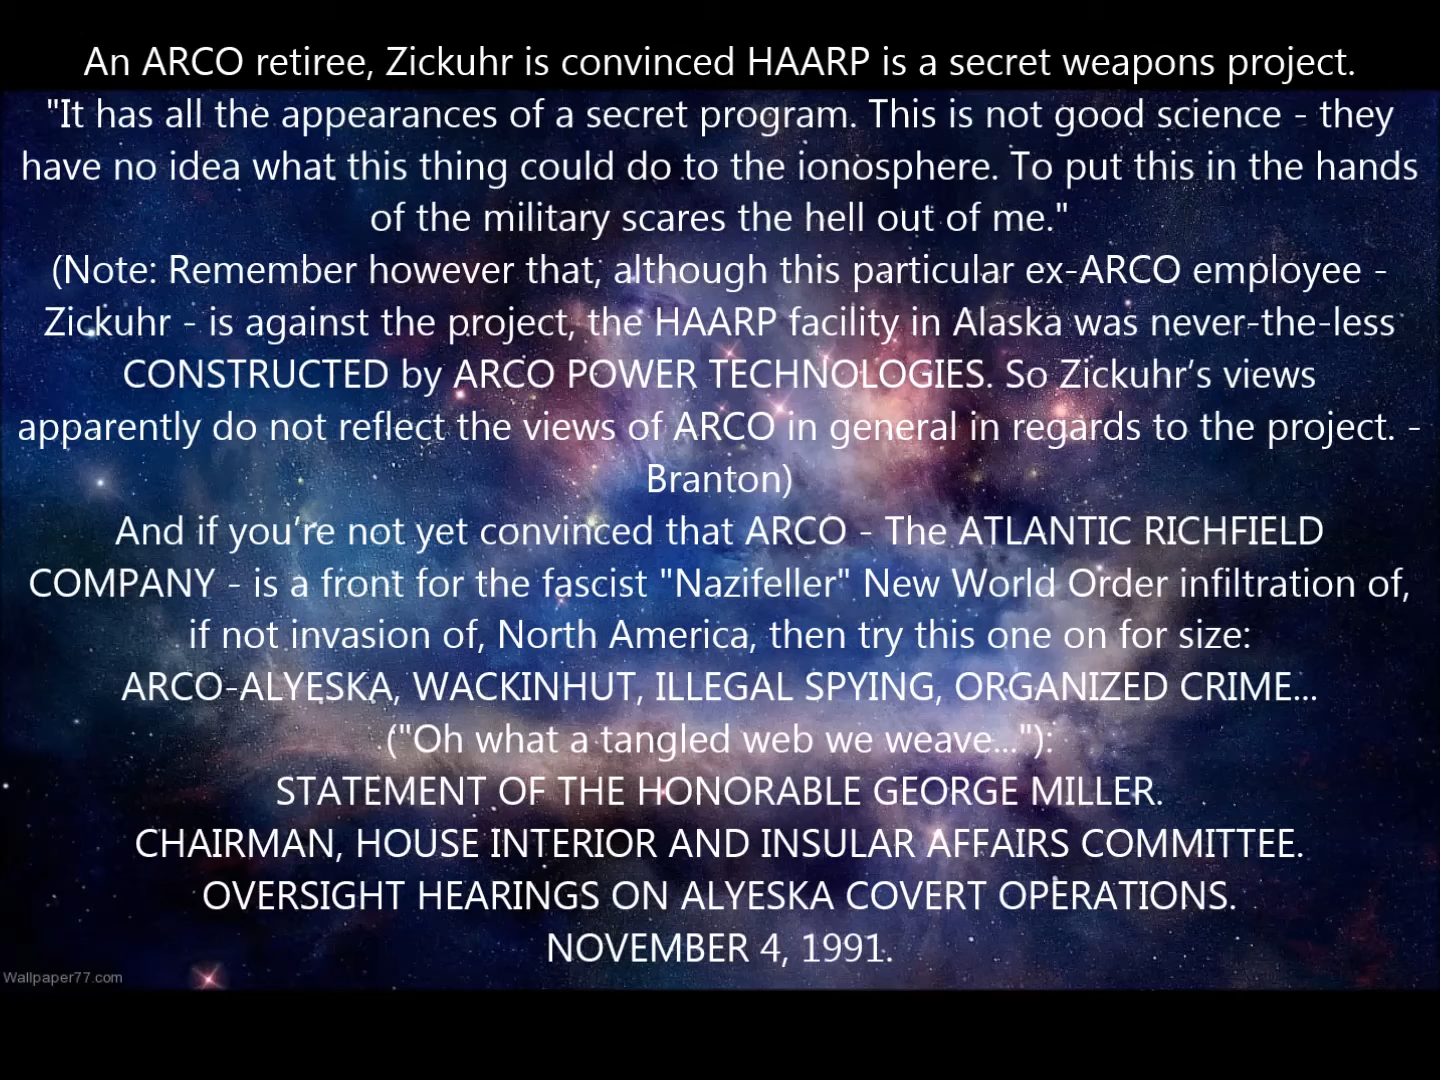 An ARCO retiree, Zickuhr is convinced HAARP is a secret weapons project.
"It has all the appearances of a secret program. This is not good science - they
have no idea what this thing could do to the ionosphere. To put this in the hands
of the military scares the hell out of me."
(Note: Remember however that, although this particular ex-ARCO employee -
Zickuhr - is against the project, the HAARP facility in Alaska was never-the-less
CONSTRUCTED by ARCO POWER TECHNOLOGIES. So Zickuhr’s views
apparently do not reflect the views of ARCO in general in regards to the project. -
Branton)
And if you’re not yet convinced that ARCO - The ATLANTIC RICHFIELD
COMPANY - is a front for the fascist "Nazifeller" New World Order infiltration of,
if not invasion of, North America, then try this one on for size:
ARCO-ALYESKA, WACKINHUT, ILLEGAL SPYING, ORGANIZED CRIME...
("Oh what a tangled web we weave..."):
STATEMENT OF THE HONORABLE GEORGE MILLER.
CHAIRMAN, HOUSE INTERIOR AND INSULAR AFFAIRS COMMITTEE.
OVERSIGHT HEARINGS ON ALYESKA COVERT OPERATIONS.
NOVEMBER 4, 1991.
Wallpaper77.com